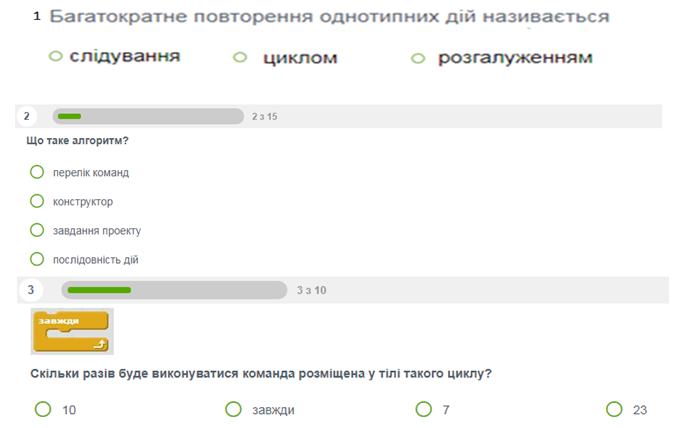 1 Багатократне повторення однотипних дій називається
слідування циклом розгалуженням
2 2 з 15
Що таке алгоритм?
перелік команд
конструктор
завдання проекту
послідовність дій
3 3 з 10
завжди
Скільки разів буде виконуватися команда розміщена у тілі такого циклу?
10 завжди 7 23